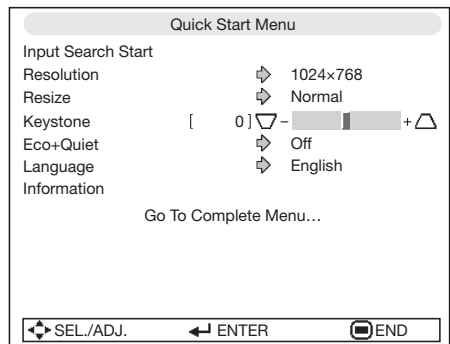 Quick Start Menu
Input Search Start
Resolution 1024×768
Resize Normal
Keystone [ 0 ] – +
Eco+Quiet Off
Language English
Information
Go To Complete Menu…
SEL./ADJ. ENTER END